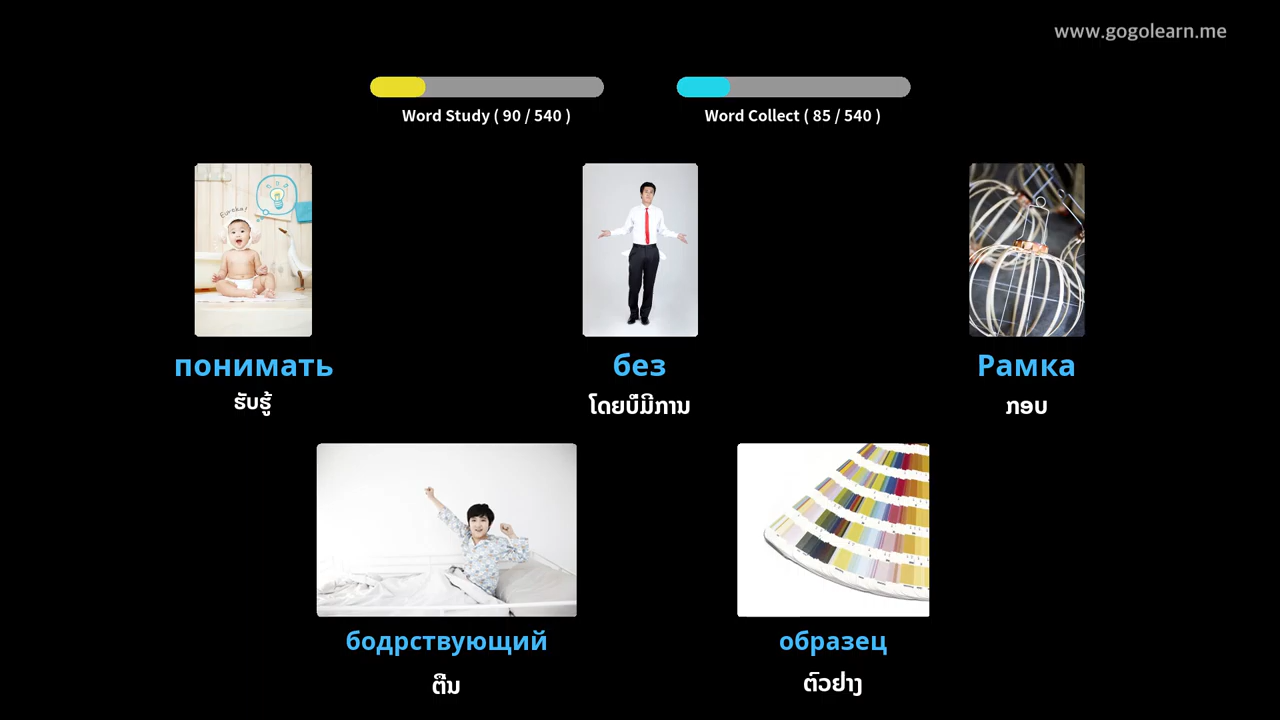 www.gogolearn.me
Word Study ( 90 / 540 )
Word Collect ( 85 / 540 )
Eureka!
понимать
ຮັບຮູ້
без
ໂດຍບໍ່ມີການ
Рамка
ກອບ
бодрствующий
ຕື່ນ
образец
ຕົວຢ່າງ